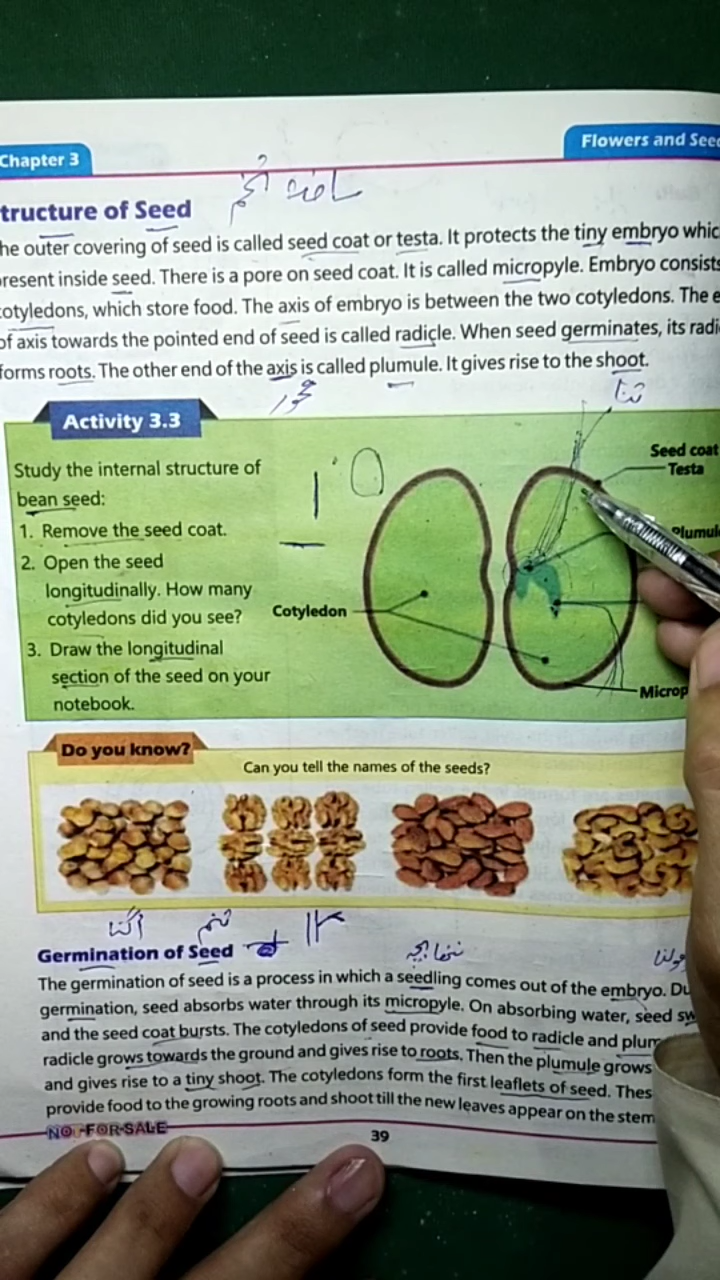 Chapter 3
Flowers and See
tructure of Seed
ساخت
he outer covering of seed is called seed coat or testa. It protects the tiny embryo whic
present inside seed. There is a pore on seed coat. It is called micropyle. Embryo consists
cotyledons, which store food. The axis of embryo is between the two cotyledons. The e
of axis towards the pointed end of seed is called radicle. When seed germinates, its radi
forms roots. The other end of the axis is called plumule. It gives rise to the shoot.
محور
تنا
Activity 3.3
Study the internal structure of
bean seed:
1. Remove the seed coat.
2. Open the seed
longitudinally. How many
cotyledons did you see?
3. Draw the longitudinal
section of the seed on your
notebook.
Seed coat
Testa
Plumule
Cotyledon
Microp
Do you know?
Can you tell the names of the seeds?
اگنا
تخم
Germination of Seed
ننھا
The germination of seed is a process in which a seedling comes out of the embryo. Du
germination, seed absorbs water through its micropyle. On absorbing water, seed sw
and the seed coat bursts. The cotyledons of seed provide food to radicle and plum
radicle grows towards the ground and gives rise to roots. Then the plumule grows
and gives rise to a tiny shoot. The cotyledons form the first leaflets of seed. Thes
provide food to the growing roots and shoot till the new leaves appear on the stem
NOT FOR SALE
39